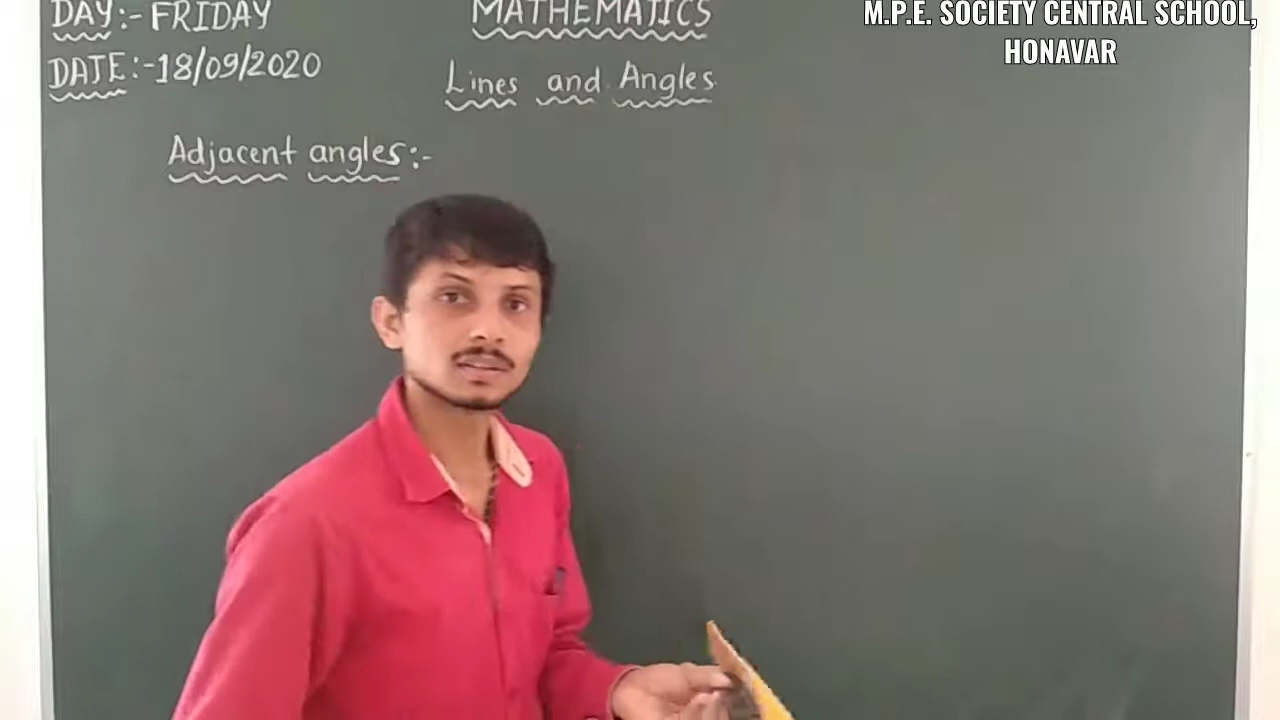 DAY:- FRIDAY
DATE:-18/09/2020
MATHEMATICS
Lines and Angles
Adjacent angles:-
M.P.E. SOCIETY CENTRAL SCHOOL,
HONAVAR